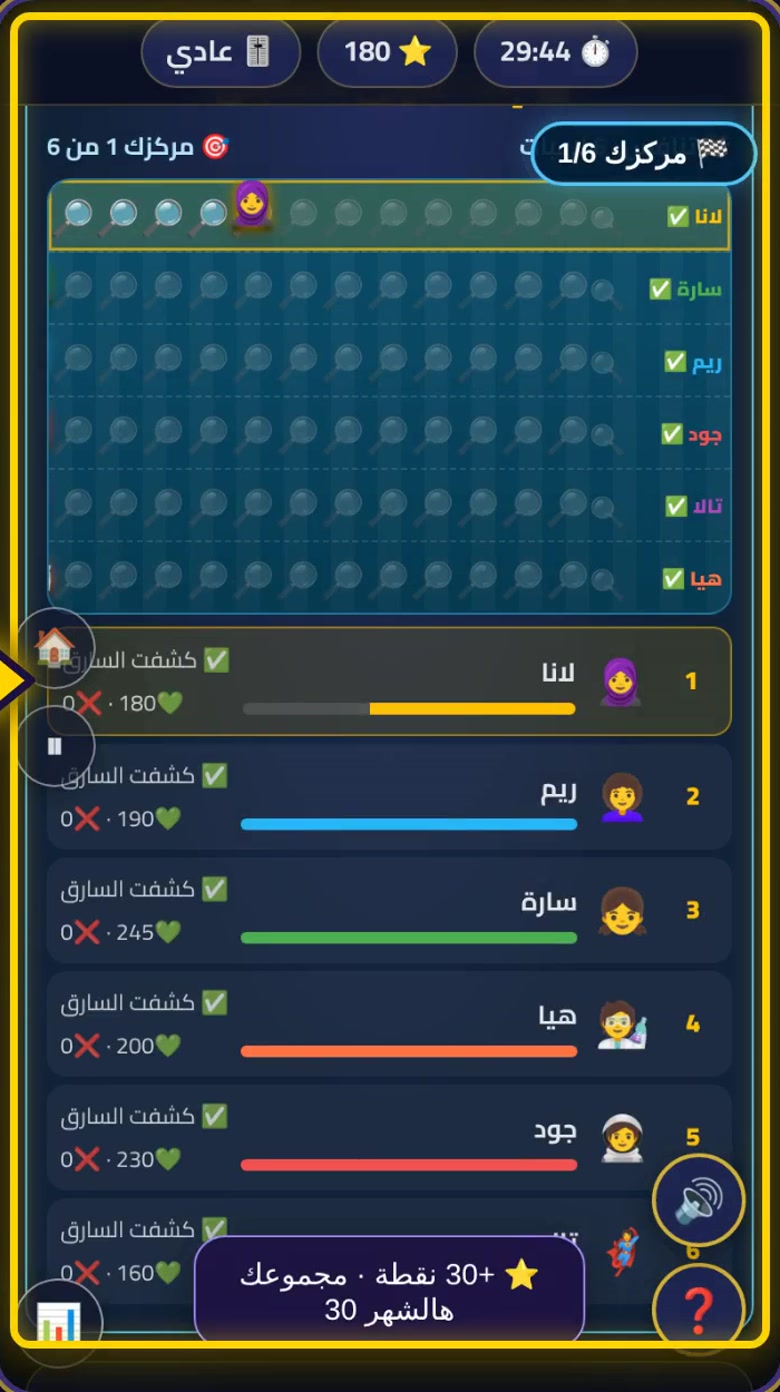 29:44
180
عادي
مركزك 1/6
مركزك 1 من 6
لانا
سارة
ريم
جود
تالا
هيا
1
لانا
كشفت السارق
180 · 0
2
ريم
كشفت السارق
190 · 0
3
سارة
كشفت السارق
245 · 0
4
هيا
كشفت السارق
200 · 0
5
جود
كشفت السارق
230 · 0
6
كشفت السارق
160 · 0
+30 نقطة · مجموعك
هالشهر 30